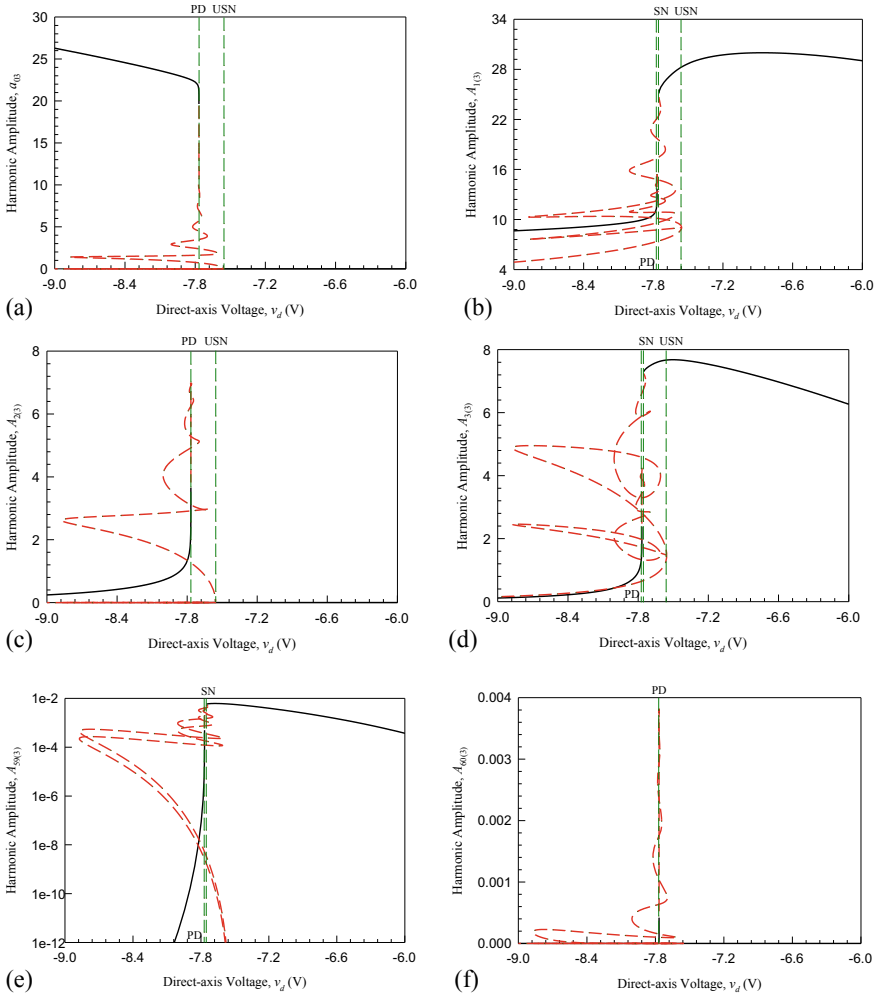 PD USN
30
25
20
15
10
5
0
Harmonic Amplitude, a03
-9.0 -8.4 -7.8 -7.2 -6.6 -6.0
(a) Direct-axis Voltage, vd (V)
SN USN
34
28
22
16
10
4
Harmonic Amplitude, A1(3)
PD
-9.0 -8.4 -7.8 -7.2 -6.6 -6.0
(b) Direct-axis Voltage, vd (V)
PD USN
8
6
4
2
0
Harmonic Amplitude, A2(3)
-9.0 -8.4 -7.8 -7.2 -6.6 -6.0
(c) Direct-axis Voltage, vd (V)
SN USN
8
6
4
2
0
Harmonic Amplitude, A3(3)
PD
-9.0 -8.4 -7.8 -7.2 -6.6 -6.0
(d) Direct-axis Voltage, vd (V)
SN
1e-2
1e-4
1e-6
1e-8
1e-10
1e-12
Harmonic Amplitude, A59(3)
PD
-9.0 -8.4 -7.8 -7.2 -6.6 -6.0
(e) Direct-axis Voltage, vd (V)
PD
0.004
0.003
0.002
0.001
0.000
Harmonic Amplitude, A60(3)
-9.0 -8.4 -7.8 -7.2 -6.6 -6.0
(f) Direct-axis Voltage, vd (V)